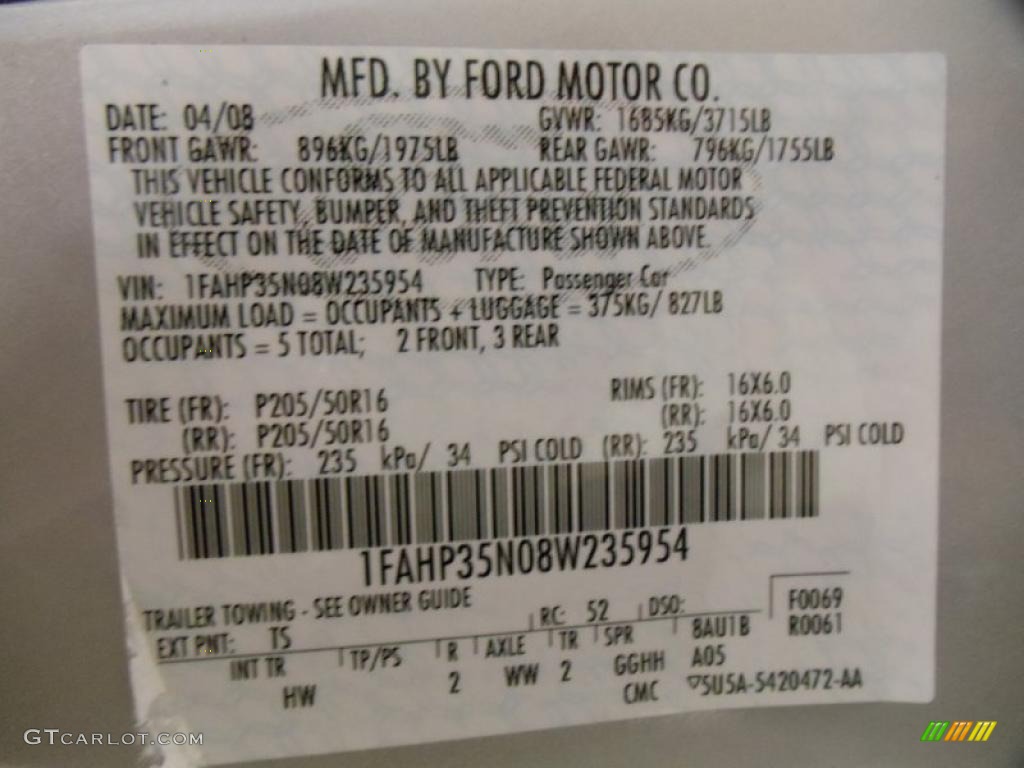 MFD. BY FORD MOTOR CO.
DATE: 04/08 GVWR: 1685KG/3715LB
FRONT GAWR: 896KG/1975LB REAR GAWR: 796KG/1755LB
THIS VEHICLE CONFORMS TO ALL APPLICABLE FEDERAL MOTOR
VEHICLE SAFETY, BUMPER, AND THEFT PREVENTION STANDARDS
IN EFFECT ON THE DATE OF MANUFACTURE SHOWN ABOVE.
VIN: 1FAHP35N08W235954 TYPE: Passenger Car
MAXIMUM LOAD = OCCUPANTS + LUGGAGE = 375KG/ 827LB
OCCUPANTS = 5 TOTAL; 2 FRONT, 3 REAR
TIRE (FR): P205/50R16 RIMS (FR): 16X6.0
(RR): P205/50R16 (RR): 16X6.0
PRESSURE (FR): 235 kPa/ 34 PSI COLD (RR): 235 kPa/ 34 PSI COLD
1FAHP35N08W235954
TRAILER TOWING - SEE OWNER GUIDE
EXT PNT: TS RC: 52 DSO: F0069
INT TR TP/PS R AXLE TR SPR 8AU1B R0061
HW 2 WW 2 GGHH A05
CMC ▽5U5A-5420472-AA
GTCARLOT.COM